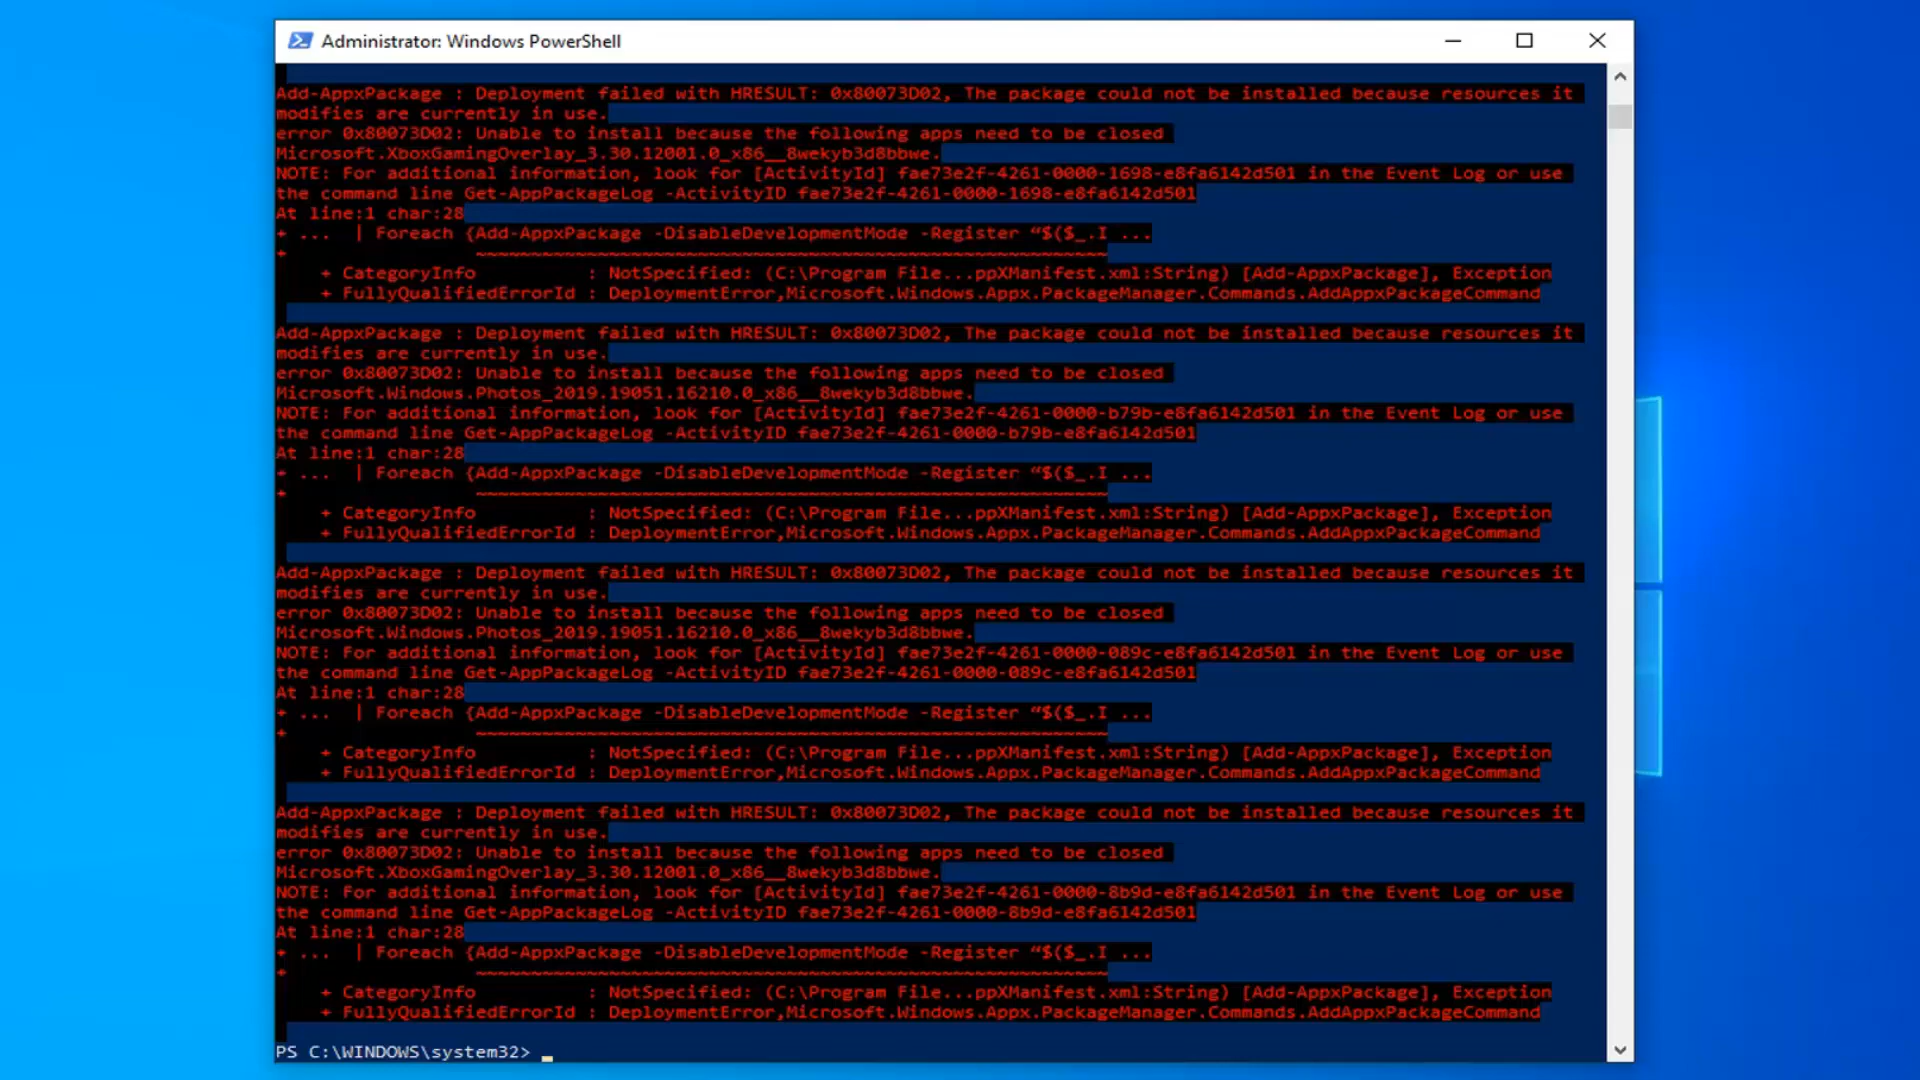 Administrator: Windows PowerShell
Add-AppxPackage : Deployment failed with HRESULT: 0x80073D02, The package could not be installed because resources it
modifies are currently in use.
error 0x80073D02: Unable to install because the following apps need to be closed
Microsoft.XboxGamingOverlay_3.30.12001.0_x86__8wekyb3d8bbwe.
NOTE: For additional information, look for [ActivityId] fae73e2f-4261-0000-1698-e8fa6142d501 in the Event Log or use
the command line Get-AppPackageLog -ActivityID fae73e2f-4261-0000-1698-e8fa6142d501
At line:1 char:28
+ ...  | Foreach {Add-AppxPackage -DisableDevelopmentMode -Register “$($_.I ...
+                 ~~~~~~~~~~~~~~~~~~~~~~~~~~~~~~~~~~~~~~~~~~~~~~~~~~~~~~~~~
    + CategoryInfo          : NotSpecified: (C:\Program File...ppXManifest.xml:String) [Add-AppxPackage], Exception
    + FullyQualifiedErrorId : DeploymentError,Microsoft.Windows.Appx.PackageManager.Commands.AddAppxPackageCommand
Add-AppxPackage : Deployment failed with HRESULT: 0x80073D02, The package could not be installed because resources it
modifies are currently in use.
error 0x80073D02: Unable to install because the following apps need to be closed
Microsoft.Windows.Photos_2019.19051.16210.0_x86__8wekyb3d8bbwe.
NOTE: For additional information, look for [ActivityId] fae73e2f-4261-0000-b79b-e8fa6142d501 in the Event Log or use
the command line Get-AppPackageLog -ActivityID fae73e2f-4261-0000-b79b-e8fa6142d501
At line:1 char:28
+ ...  | Foreach {Add-AppxPackage -DisableDevelopmentMode -Register “$($_.I ...
+                 ~~~~~~~~~~~~~~~~~~~~~~~~~~~~~~~~~~~~~~~~~~~~~~~~~~~~~~~~~
    + CategoryInfo          : NotSpecified: (C:\Program File...ppXManifest.xml:String) [Add-AppxPackage], Exception
    + FullyQualifiedErrorId : DeploymentError,Microsoft.Windows.Appx.PackageManager.Commands.AddAppxPackageCommand
Add-AppxPackage : Deployment failed with HRESULT: 0x80073D02, The package could not be installed because resources it
modifies are currently in use.
error 0x80073D02: Unable to install because the following apps need to be closed
Microsoft.Windows.Photos_2019.19051.16210.0_x86__8wekyb3d8bbwe.
NOTE: For additional information, look for [ActivityId] fae73e2f-4261-0000-089c-e8fa6142d501 in the Event Log or use
the command line Get-AppPackageLog -ActivityID fae73e2f-4261-0000-089c-e8fa6142d501
At line:1 char:28
+ ...  | Foreach {Add-AppxPackage -DisableDevelopmentMode -Register “$($_.I ...
+                 ~~~~~~~~~~~~~~~~~~~~~~~~~~~~~~~~~~~~~~~~~~~~~~~~~~~~~~~~~
    + CategoryInfo          : NotSpecified: (C:\Program File...ppXManifest.xml:String) [Add-AppxPackage], Exception
    + FullyQualifiedErrorId : DeploymentError,Microsoft.Windows.Appx.PackageManager.Commands.AddAppxPackageCommand
Add-AppxPackage : Deployment failed with HRESULT: 0x80073D02, The package could not be installed because resources it
modifies are currently in use.
error 0x80073D02: Unable to install because the following apps need to be closed
Microsoft.XboxGamingOverlay_3.30.12001.0_x86__8wekyb3d8bbwe.
NOTE: For additional information, look for [ActivityId] fae73e2f-4261-0000-8b9d-e8fa6142d501 in the Event Log or use
the command line Get-AppPackageLog -ActivityID fae73e2f-4261-0000-8b9d-e8fa6142d501
At line:1 char:28
+ ...  | Foreach {Add-AppxPackage -DisableDevelopmentMode -Register “$($_.I ...
+                 ~~~~~~~~~~~~~~~~~~~~~~~~~~~~~~~~~~~~~~~~~~~~~~~~~~~~~~~~~
    + CategoryInfo          : NotSpecified: (C:\Program File...ppXManifest.xml:String) [Add-AppxPackage], Exception
    + FullyQualifiedErrorId : DeploymentError,Microsoft.Windows.Appx.PackageManager.Commands.AddAppxPackageCommand
PS C:\WINDOWS\system32> _